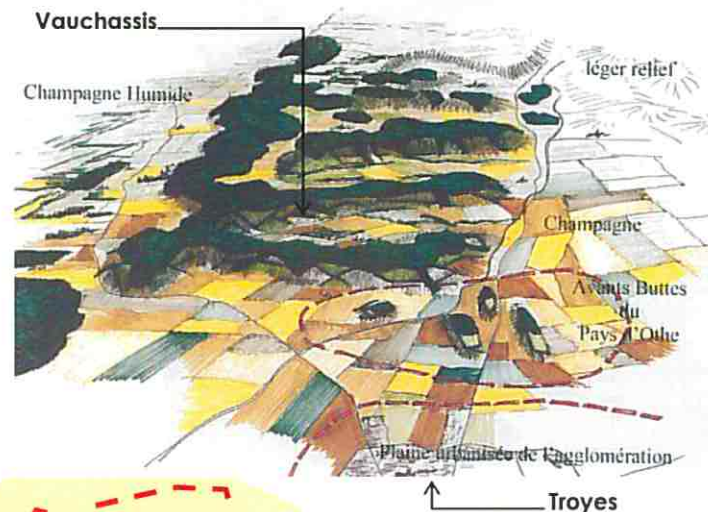 Vauchassis
léger relief
Champagne Humide
Champagne
Avants Buttes
du
Pays d'Othe
Plaine urbanisée de l'agglomération
Troyes